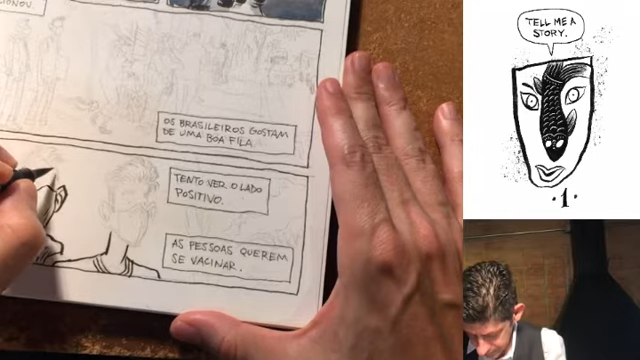 IONOV.
OS BRASILEIROS GOSTAM
DE UMA BOA FILA
TENTO VER O LADO
POSITIVO.
AS PESSOAS QUEREM
SE VACINAR.
TELL ME A
STORY.
·1·